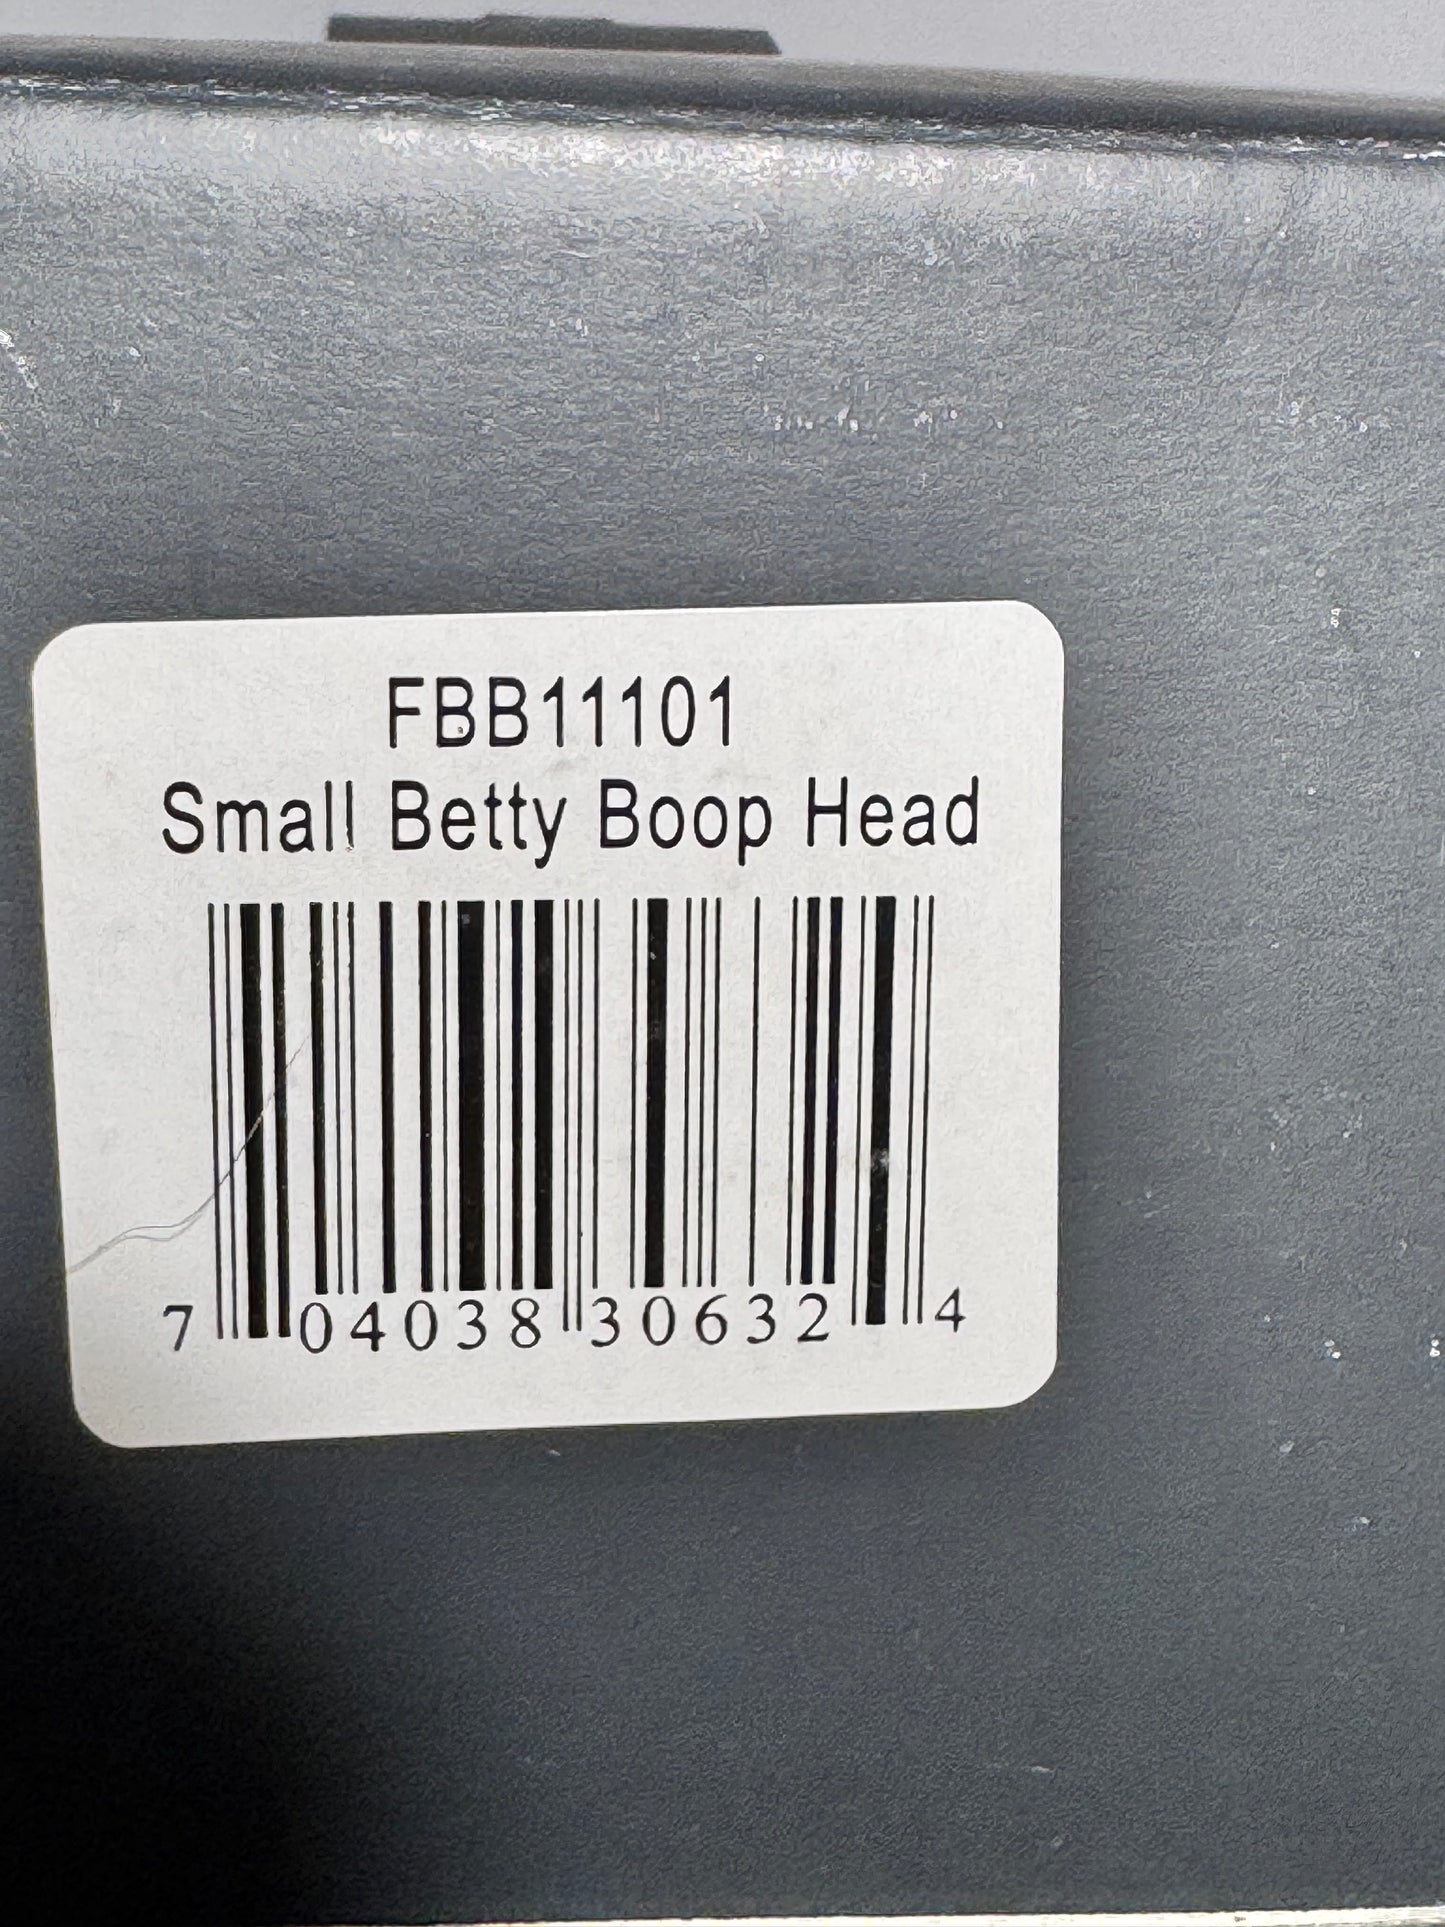 FBB11101
Small Betty Boop Head
7 04038 30632 4